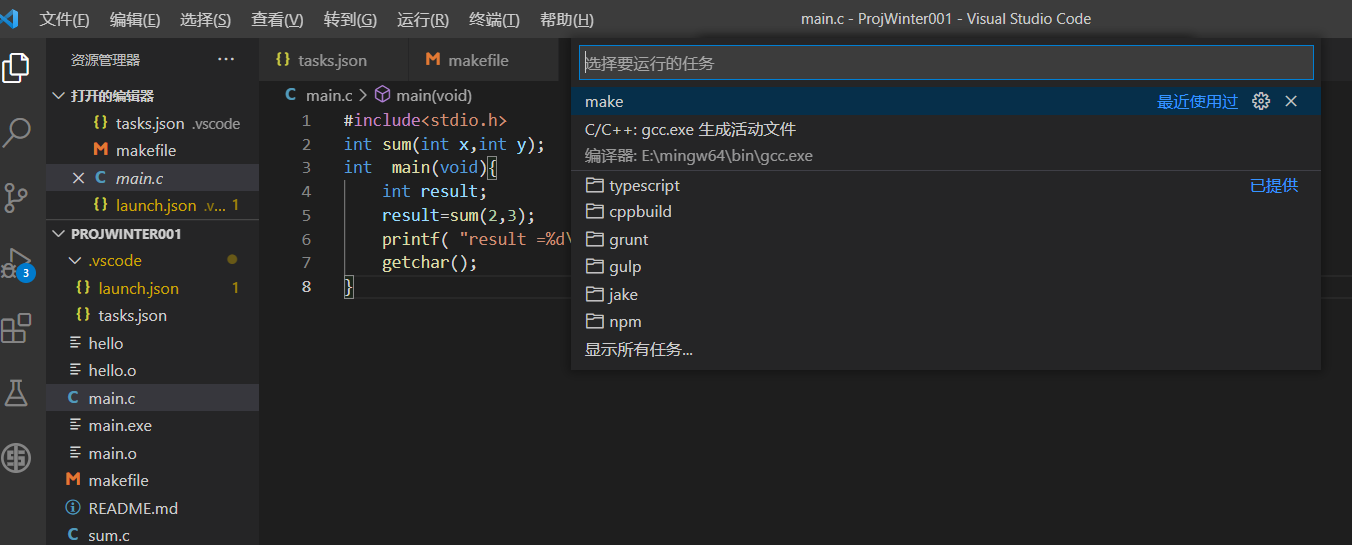 文件(F) 编辑(E) 选择(S) 查看(V) 转到(G) 运行(R) 终端(T) 帮助(H) main.c - ProjWinter001 - Visual Studio Code
资源管理器 ···
打开的编辑器
tasks.json .vscode
makefile
main.c
launch.json .v... 1
PROJWINTER001
.vscode
launch.json 1
tasks.json
hello
hello.o
main.c
main.exe
main.o
makefile
README.md
sum.c
3
tasks.json makefile
main.c > main(void)
1 #include<stdio.h>
2 int sum(int x,int y);
3 int main(void){
4 int result;
5 result=sum(2,3);
6 printf( "result =%d\
7 getchar();
8 }
选择要运行的任务
make 最近使用过
C/C++: gcc.exe 生成活动文件
编译器: E:\mingw64\bin\gcc.exe
typescript 已提供
cppbuild
grunt
gulp
jake
npm
显示所有任务...